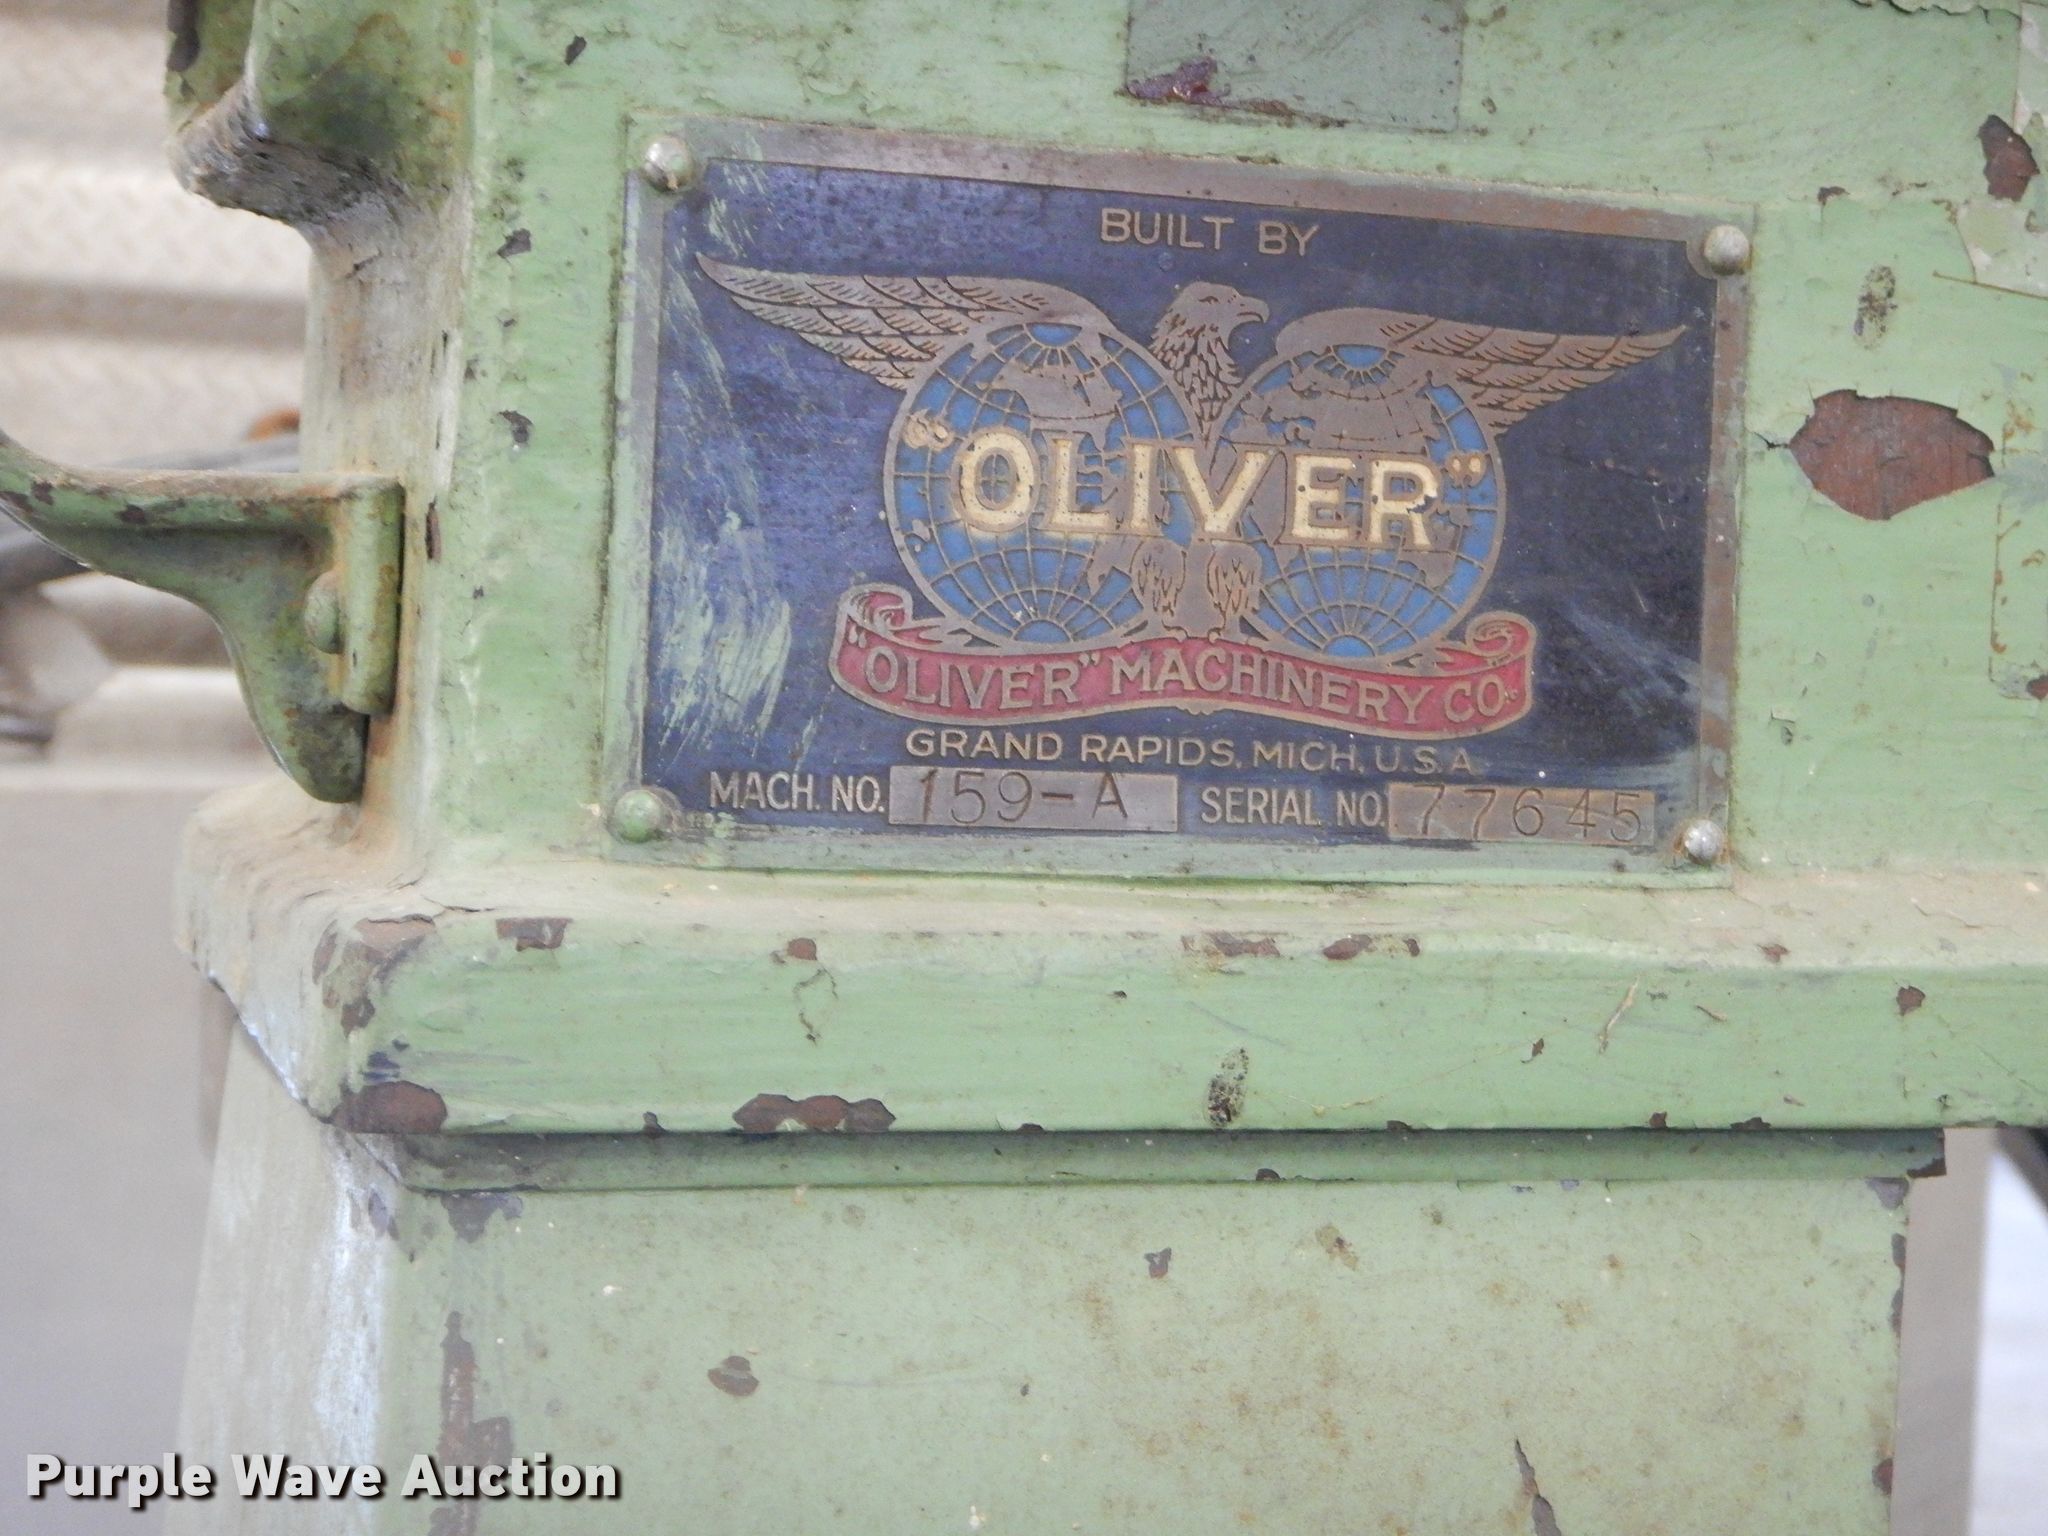 BUILT BY
"OLIVER"
"OLIVER" MACHINERY CO.
GRAND RAPIDS, MICH, U.S.A
MACH. NO. 159-A SERIAL NO. 77645
Purple Wave Auction